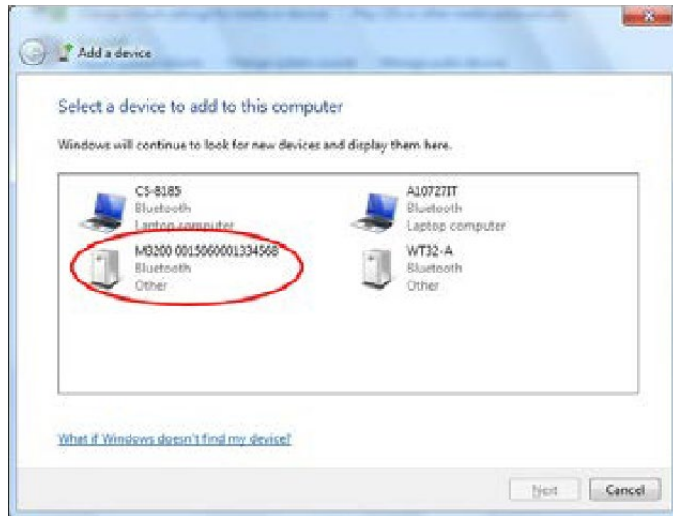 Add a device
Select a device to add to this computer
Windows will continue to look for new devices and display them here.
CS-8185
Bluetooth
Laptop computer
A10727IT
Bluetooth
Laptop computer
M3200 0015060001334568
Bluetooth
Other
WT32-A
Bluetooth
Other
What if Windows doesn't find my device?
Next
Cancel